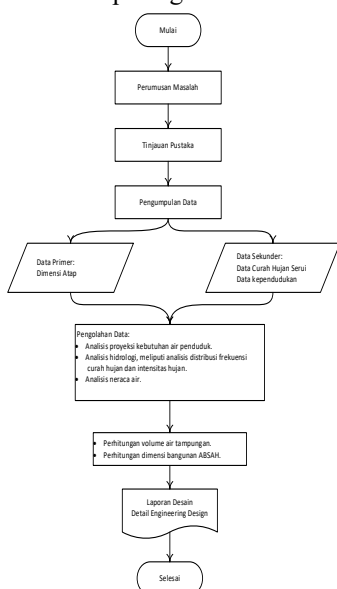 Mulai
Perumusan Masalah
Tinjauan Pustaka
Pengumpulan Data
Data Primer:
Dimensi Atap
Data Sekunder:
Data Curah Hujan Serui
Data kependudukan
Pengolahan Data:
• Analisis proyeksi kebutuhan air penduduk.
• Analisis hidrologi, meliputi analisis distribusi frekuensi
curah hujan dan intensitas hujan.
• Analisis neraca air.
• Perhitungan volume air tampungan.
• Perhitungan dimensi bangunan ABSAH.
Laporan Desain
Detail Engineering Design
Selesai